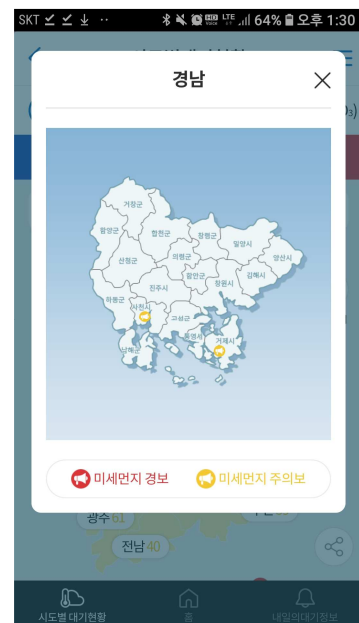 SKT 64% 오후 1:30
경남
거창군
함양군
합천군
창녕군
밀양시
산청군
의령군
양산시
함안군
창원시
김해시
진주시
하동군
사천시
고성군
통영시
거제시
남해군
미세먼지 경보 미세먼지 주의보
광주 61
전남 40
시도별 대기현황 홈 내일의대기정보